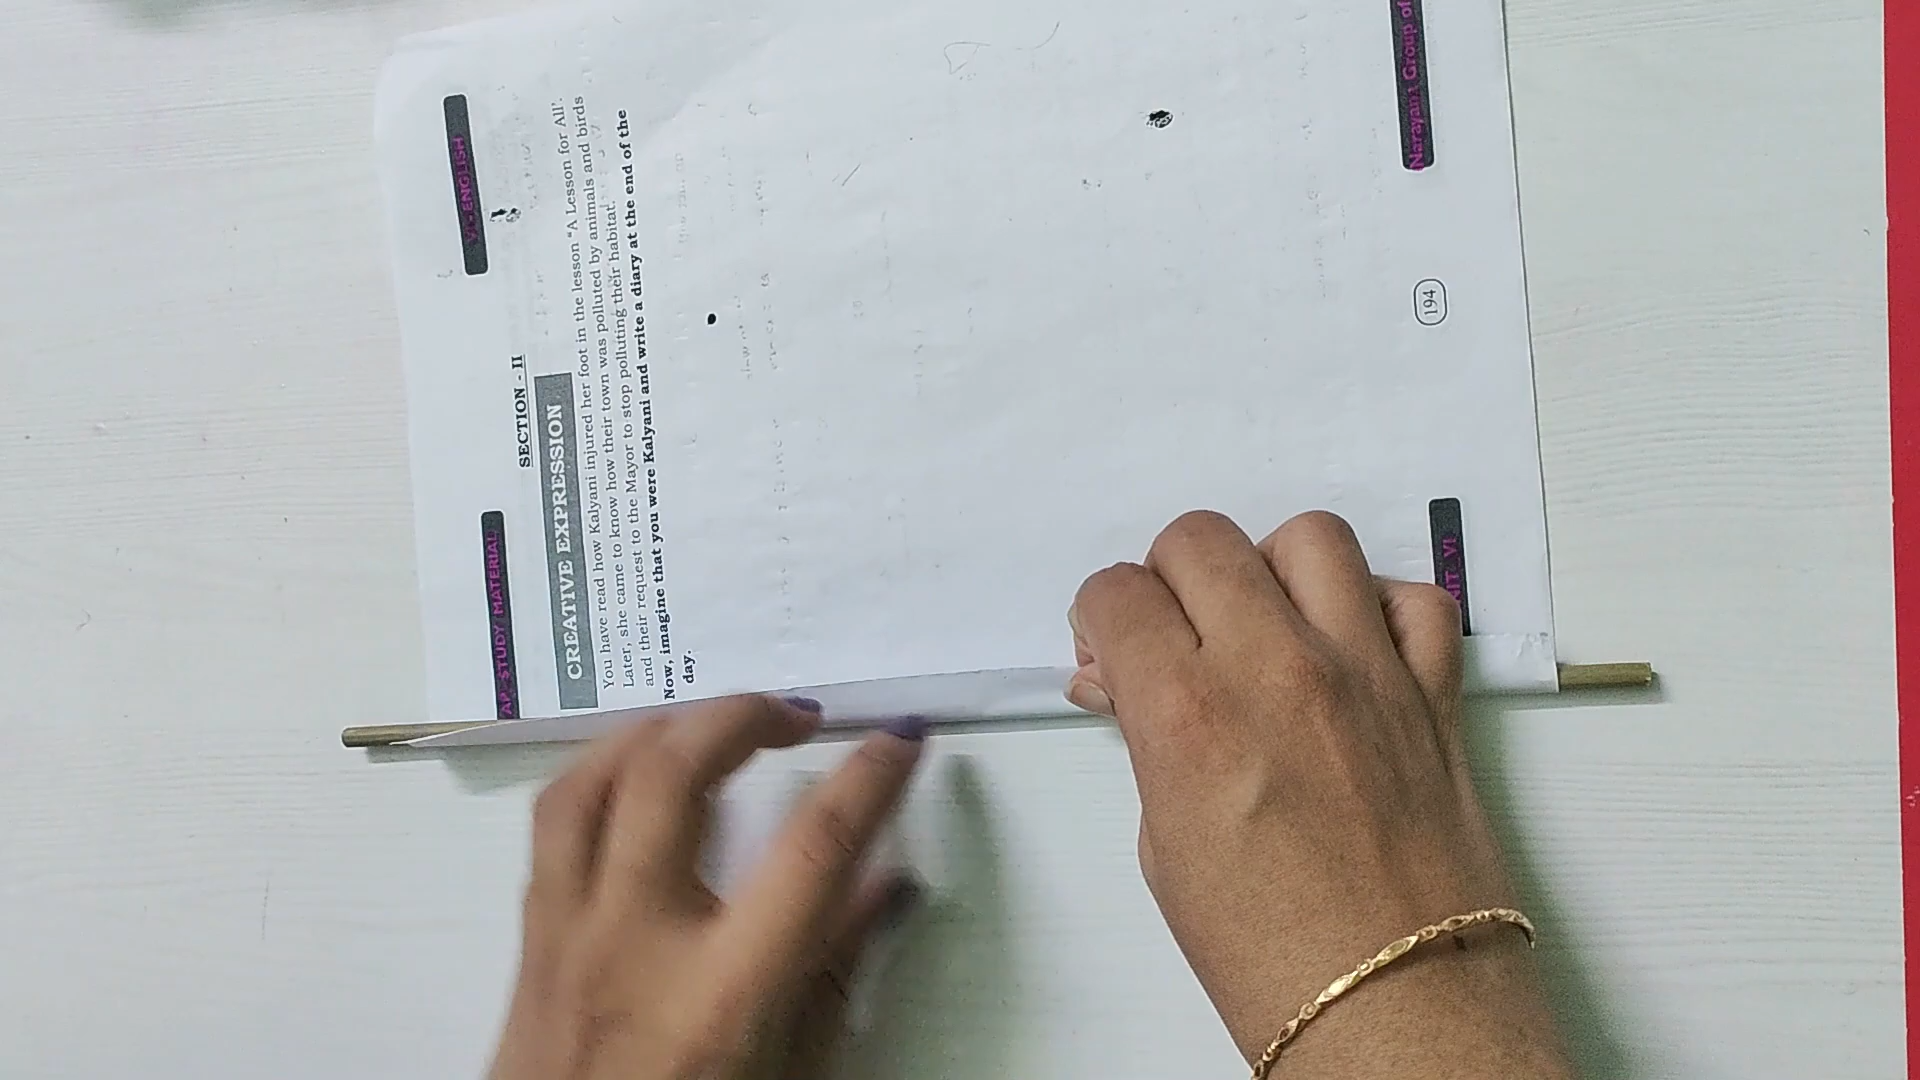 AP- STUDY MATERIAL
VI- ENGLISH
SECTION - II
CREATIVE EXPRESSION
You have read how Kalyani injured her foot in the lesson “A Lesson for All’.
Later, she came to know how their town was polluted by animals and birds
and their request to the Mayor to stop polluting their habitat.
Now, imagine that you were Kalyani and write a diary at the end of the
day.
VI
194
Narayana Group of